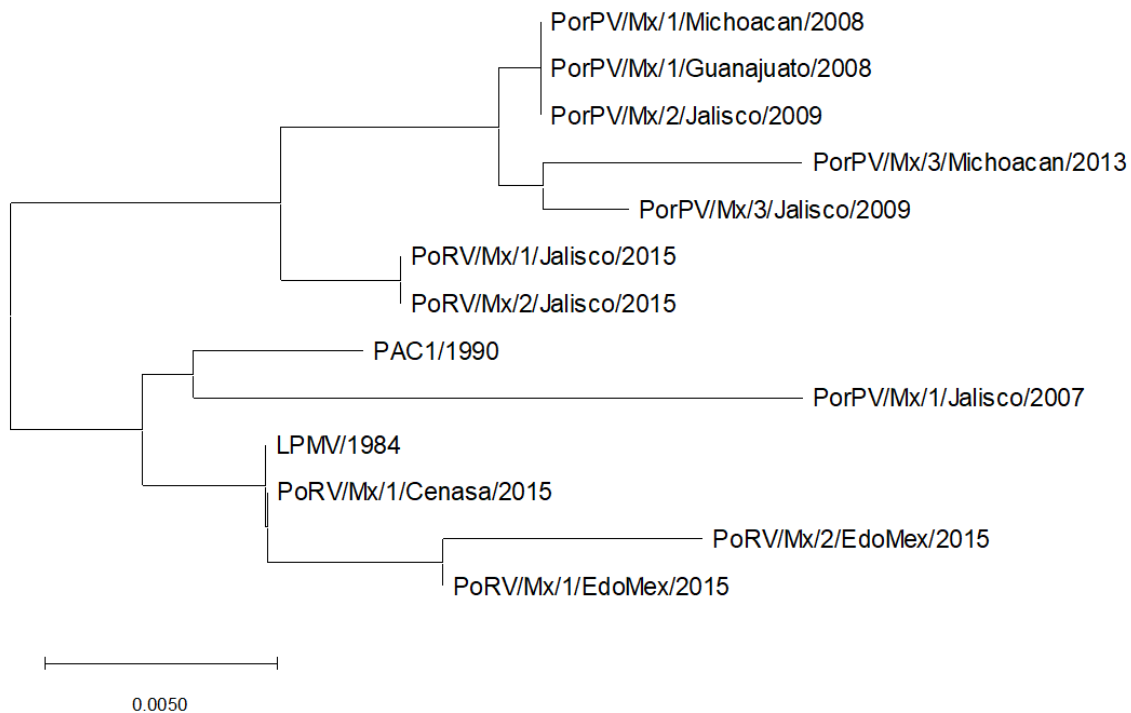 PorPV/Mx/1/Michoacan/2008
PorPV/Mx/1/Guanajuato/2008
PorPV/Mx/2/Jalisco/2009
PorPV/Mx/3/Michoacan/2013
PorPV/Mx/3/Jalisco/2009
PoRV/Mx/1/Jalisco/2015
PoRV/Mx/2/Jalisco/2015
PAC1/1990
PorPV/Mx/1/Jalisco/2007
LPMV/1984
PoRV/Mx/1/Cenasa/2015
PoRV/Mx/2/EdoMex/2015
PoRV/Mx/1/EdoMex/2015
0.0050